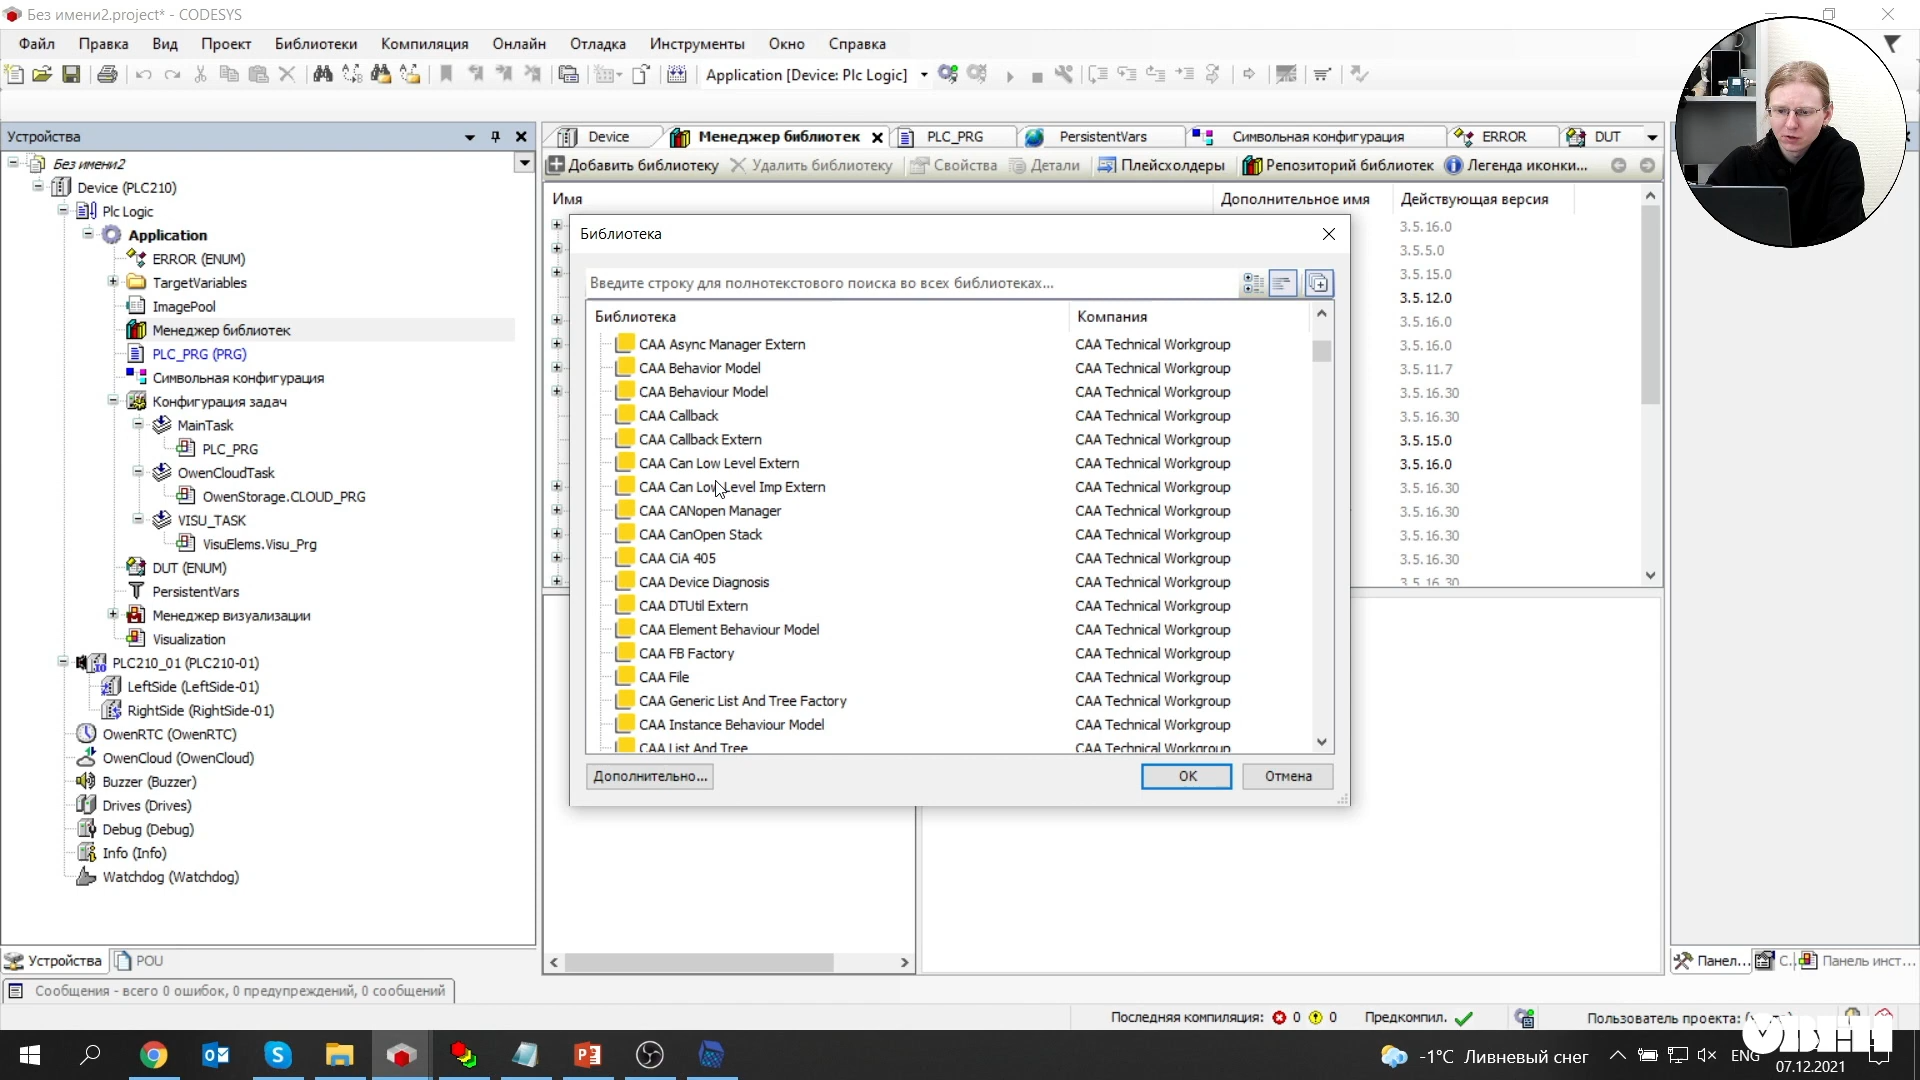 Без имени2.project* - CODESYS
Файл Правка Вид Проект Библиотеки Компиляция Онлайн Отладка Инструменты Окно Справка
Application [Device: Plc Logic]
Устройства
Device Менеджер библиотек PLC_PRG PersistentVars Символьная конфигурация ERROR DUT
Добавить библиотеку Удалить библиотеку Свойства Детали Плейсхолдеры Репозиторий библиотек Легенда иконки...
Имя Дополнительное имя Действующая версия
3.5.16.0
3.5.5.0
3.5.15.0
3.5.12.0
3.5.16.0
3.5.16.0
3.5.11.7
3.5.16.30
3.5.16.30
3.5.15.0
3.5.16.0
3.5.16.30
3.5.16.30
3.5.16.30
3.5.16.30
3.5.16.30
Без имени2
Device (PLC210)
Plc Logic
Application
ERROR (ENUM)
TargetVariables
ImagePool
Менеджер библиотек
PLC_PRG (PRG)
Символьная конфигурация
Конфигурация задач
MainTask
PLC_PRG
OwenCloudTask
OwenStorage.CLOUD_PRG
VISU_TASK
VisuElems.Visu_Prg
DUT (ENUM)
PersistentVars
Менеджер визуализации
Visualization
PLC210_01 (PLC210-01)
LeftSide (LeftSide-01)
RightSide (RightSide-01)
OwenRTC (OwenRTC)
OwenCloud (OwenCloud)
Buzzer (Buzzer)
Drives (Drives)
Debug (Debug)
Info (Info)
Watchdog (Watchdog)
Библиотека
Введите строку для полнотекстового поиска во всех библиотеках...
Библиотека Компания
CAA Async Manager Extern CAA Technical Workgroup
CAA Behavior Model CAA Technical Workgroup
CAA Behaviour Model CAA Technical Workgroup
CAA Callback CAA Technical Workgroup
CAA Callback Extern CAA Technical Workgroup
CAA Can Low Level Extern CAA Technical Workgroup
CAA Can Low Level Imp Extern CAA Technical Workgroup
CAA CANopen Manager CAA Technical Workgroup
CAA CanOpen Stack CAA Technical Workgroup
CAA CiA 405 CAA Technical Workgroup
CAA Device Diagnosis CAA Technical Workgroup
CAA DTUtil Extern CAA Technical Workgroup
CAA Element Behaviour Model CAA Technical Workgroup
CAA FB Factory CAA Technical Workgroup
CAA File CAA Technical Workgroup
CAA Generic List And Tree Factory CAA Technical Workgroup
CAA Instance Behaviour Model CAA Technical Workgroup
CAA List And Tree CAA Technical Workgroup
Дополнительно... OK Отмена
Устройства POU
Панел... С... Панель инст...
Сообщения - всего 0 ошибок, 0 предупреждений, 0 сообщений
Последняя компиляция: 0 0 Предкомпил. Пользователь проекта:
-1°C Ливневый снег ENG
07.12.2021
ОВЕН